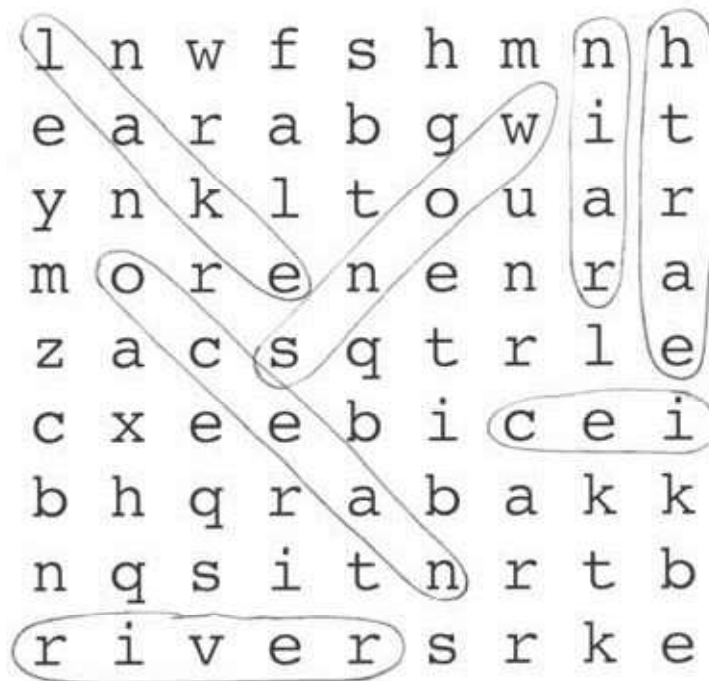 l n w f s h m n h
e a r a b g w i t
y n k l t o u a r
m o r e n e n r a
z a c s q t r l e
c x e e b i c e i
b h q r a b a k k
n q s i t n r t b
r i v e r s r k e